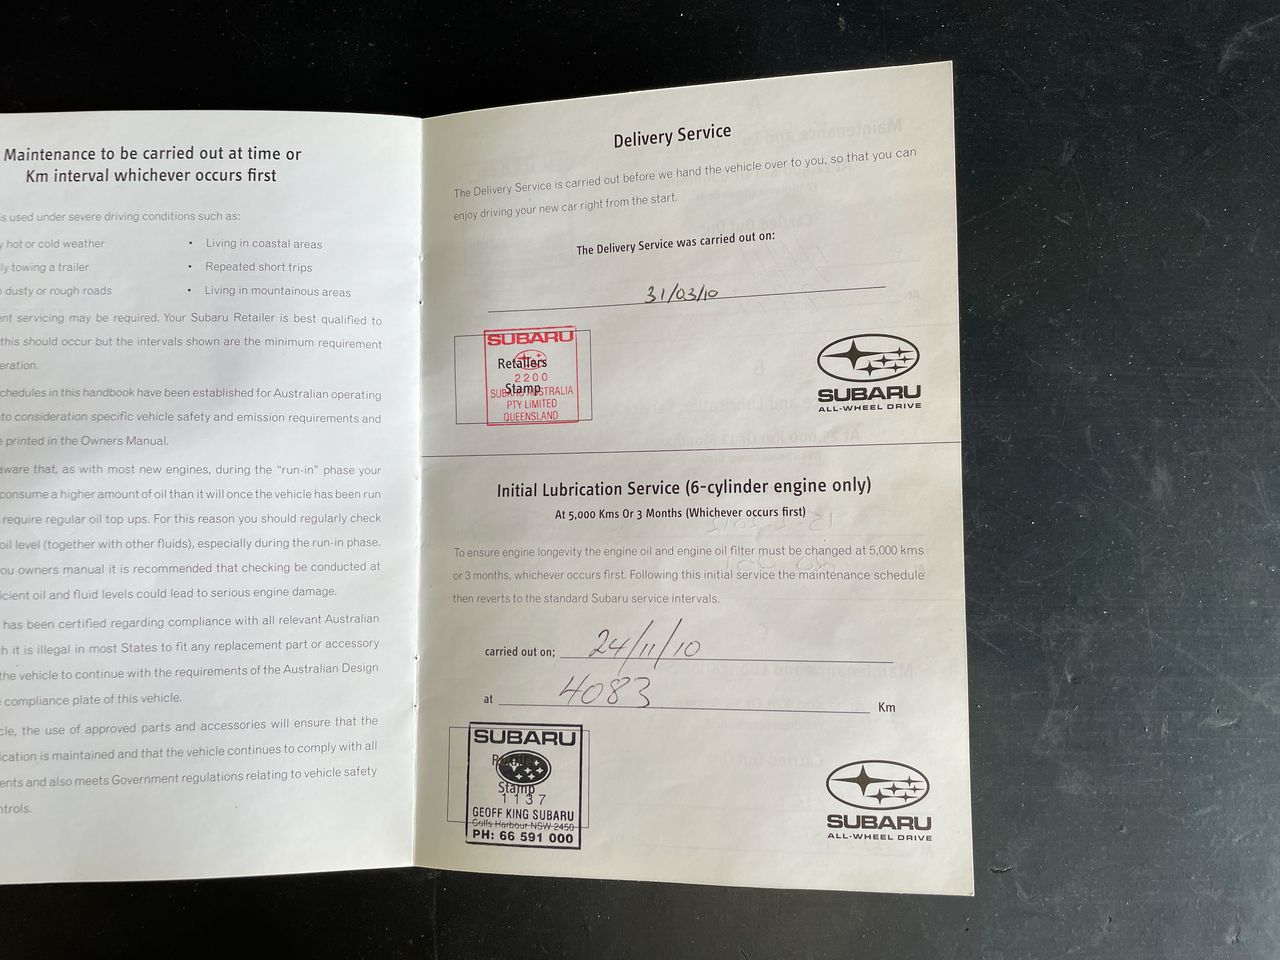 Maintenance to be carried out at time or
Km interval whichever occurs first
is used under severe driving conditions such as:
hot or cold weather
• Living in coastal areas
towing a trailer
• Repeated short trips
dusty or rough roads
• Living in mountainous areas
servicing may be required. Your Subaru Retailer is best qualified to
this should occur but the intervals shown are the minimum requirement
schedules in this handbook have been established for Australian operating
to consideration specific vehicle safety and emission requirements and
printed in the Owners Manual.
aware that, as with most new engines, during the "run-in" phase your
consume a higher amount of oil than it will once the vehicle has been run
require regular oil top ups. For this reason you should regularly check
oil level (together with other fluids), especially during the run-in phase.
ou owners manual it is recommended that checking be conducted at
icient oil and fluid levels could lead to serious engine damage.
has been certified regarding compliance with all relevant Australian
it is illegal in most States to fit any replacement part or accessory
the vehicle to continue with the requirements of the Australian Design
compliance plate of this vehicle.
cle, the use of approved parts and accessories will ensure that the
ication is maintained and that the vehicle continues to comply with all
ents and also meets Government regulations relating to vehicle safety
ntrols.
Delivery Service
The Delivery Service is carried out before we hand the vehicle over to you, so that you can
enjoy driving your new car right from the start.
The Delivery Service was carried out on:
31/03/10
SUBARU
Retailers
2200
Stamp
SUBARU AUSTRALIA
PTY LIMITED
QUEENSLAND
SUBARU
ALL-WHEEL DRIVE
Initial Lubrication Service (6-cylinder engine only)
At 5,000 Kms Or 3 Months (Whichever occurs first)
To ensure engine longevity the engine oil and engine oil filter must be changed at 5,000 kms
or 3 months, whichever occurs first. Following this initial service the maintenance schedule
then reverts to the standard Subaru service intervals.
carried out on; 24/11/10
at 4083 Km
SUBARU
Stamp
1137
GEOFF KING SUBARU
Coffs Harbour NSW 2450
PH: 66 591 000
SUBARU
ALL-WHEEL DRIVE